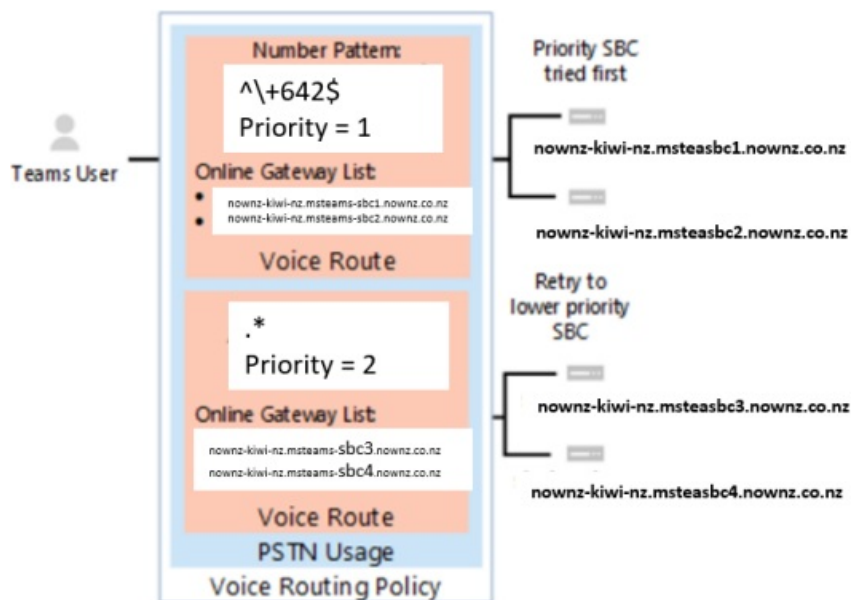 Teams User
Number Pattern:
^\+642$
Priority = 1
Online Gateway List:
• nownz-kiwi-nz.msteams-sbc1.nownz.co.nz
• nownz-kiwi-nz.msteams-sbc2.nownz.co.nz
Voice Route
.*
Priority = 2
Online Gateway List:
nownz-kiwi-nz.msteams-sbc3.nownz.co.nz
nownz-kiwi-nz.msteams-sbc4.nownz.co.nz
Voice Route
PSTN Usage
Voice Routing Policy
Priority SBC
tried first
nownz-kiwi-nz.msteasbc1.nownz.co.nz
nownz-kiwi-nz.msteasbc2.nownz.co.nz
Retry to
lower priority
SBC
nownz-kiwi-nz.msteasbc3.nownz.co.nz
nownz-kiwi-nz.msteasbc4.nownz.co.nz